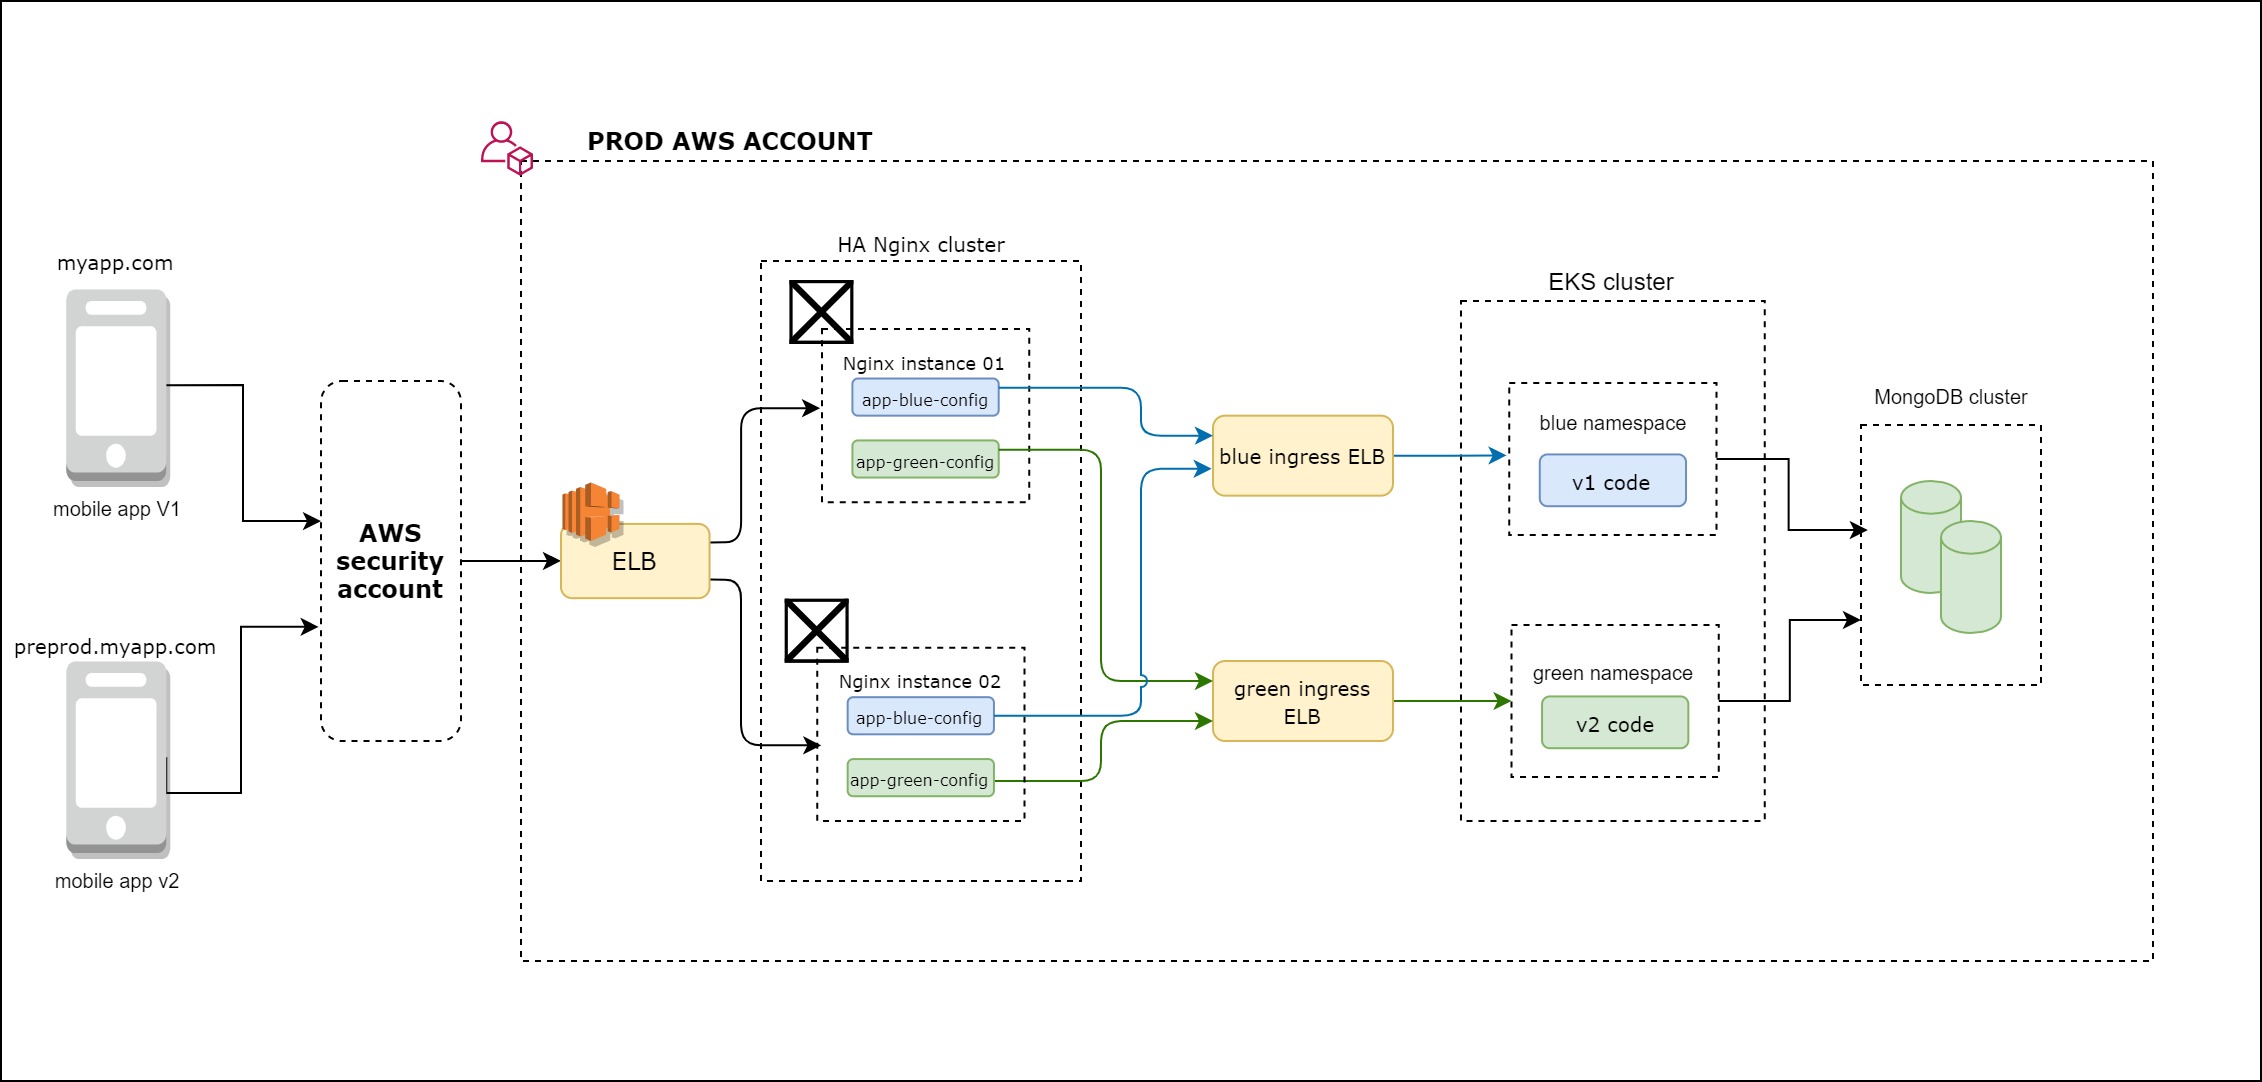 PROD AWS ACCOUNT
myapp.com
mobile app V1
preprod.myapp.com
mobile app v2
AWS
security
account
ELB
HA Nginx cluster
Nginx instance 01
app-blue-config
app-green-config
Nginx instance 02
app-blue-config
app-green-config
blue ingress ELB
green ingress
ELB
EKS cluster
blue namespace
v1 code
green namespace
v2 code
MongoDB cluster